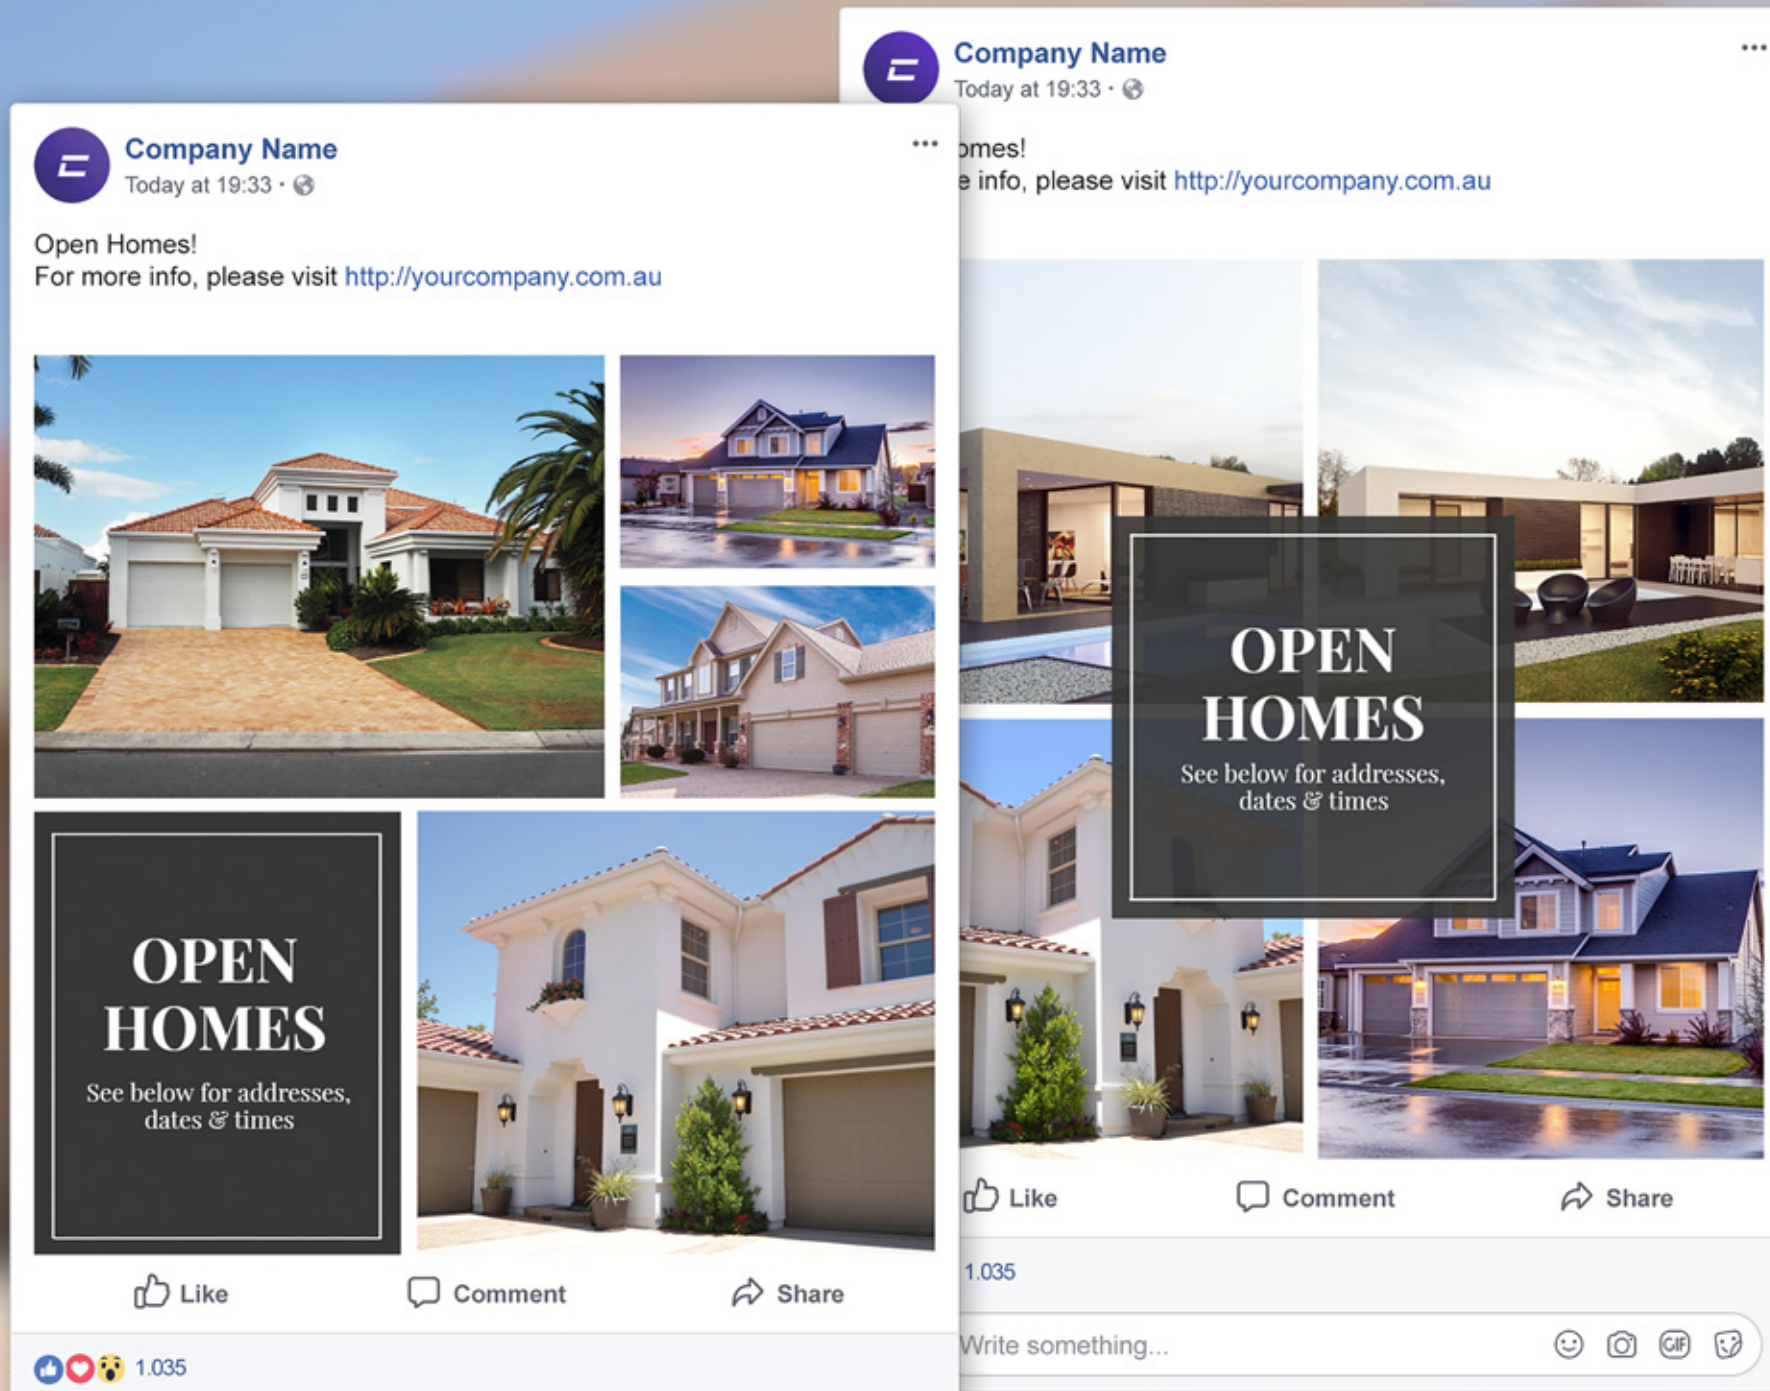 Company Name
Today at 19:33 ·
Open Homes!
For more info, please visit http://yourcompany.com.au
OPEN
HOMES
See below for addresses,
dates & times
Like
Comment
Share
1.035
Company Name
Today at 19:33 ·
omes!
e info, please visit http://yourcompany.com.au
OPEN
HOMES
See below for addresses,
dates & times
Like
Comment
Share
1.035
Write something...
GIF